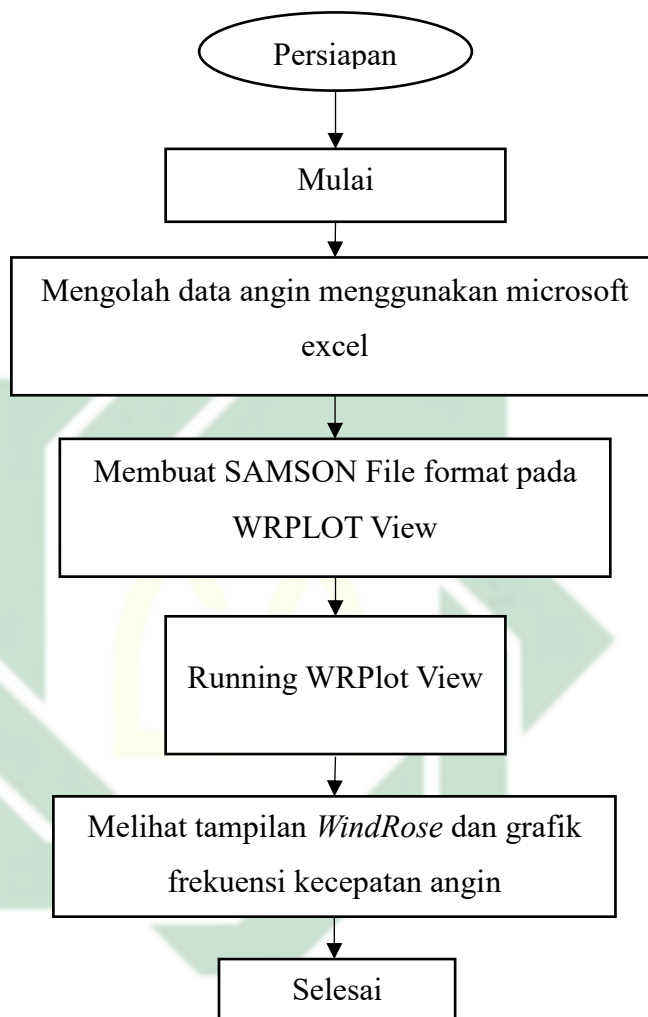 Persiapan
Mulai
Mengolah data angin menggunakan microsoft
excel
Membuat SAMSON File format pada
WRPLOT View
Running WRPlot View
Melihat tampilan WindRose dan grafik
frekuensi kecepatan angin
Selesai